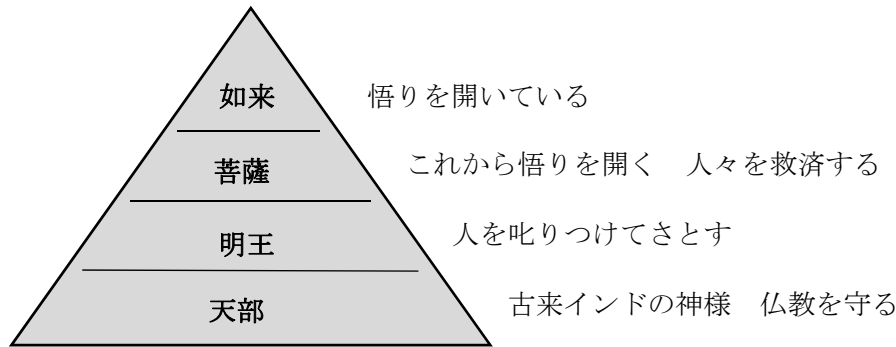 如来　悟りを開いている
菩薩　これから悟りを開く　人々を救済する
明王　人を叱りつけてさとす
天部　古来インドの神様　仏教を守る